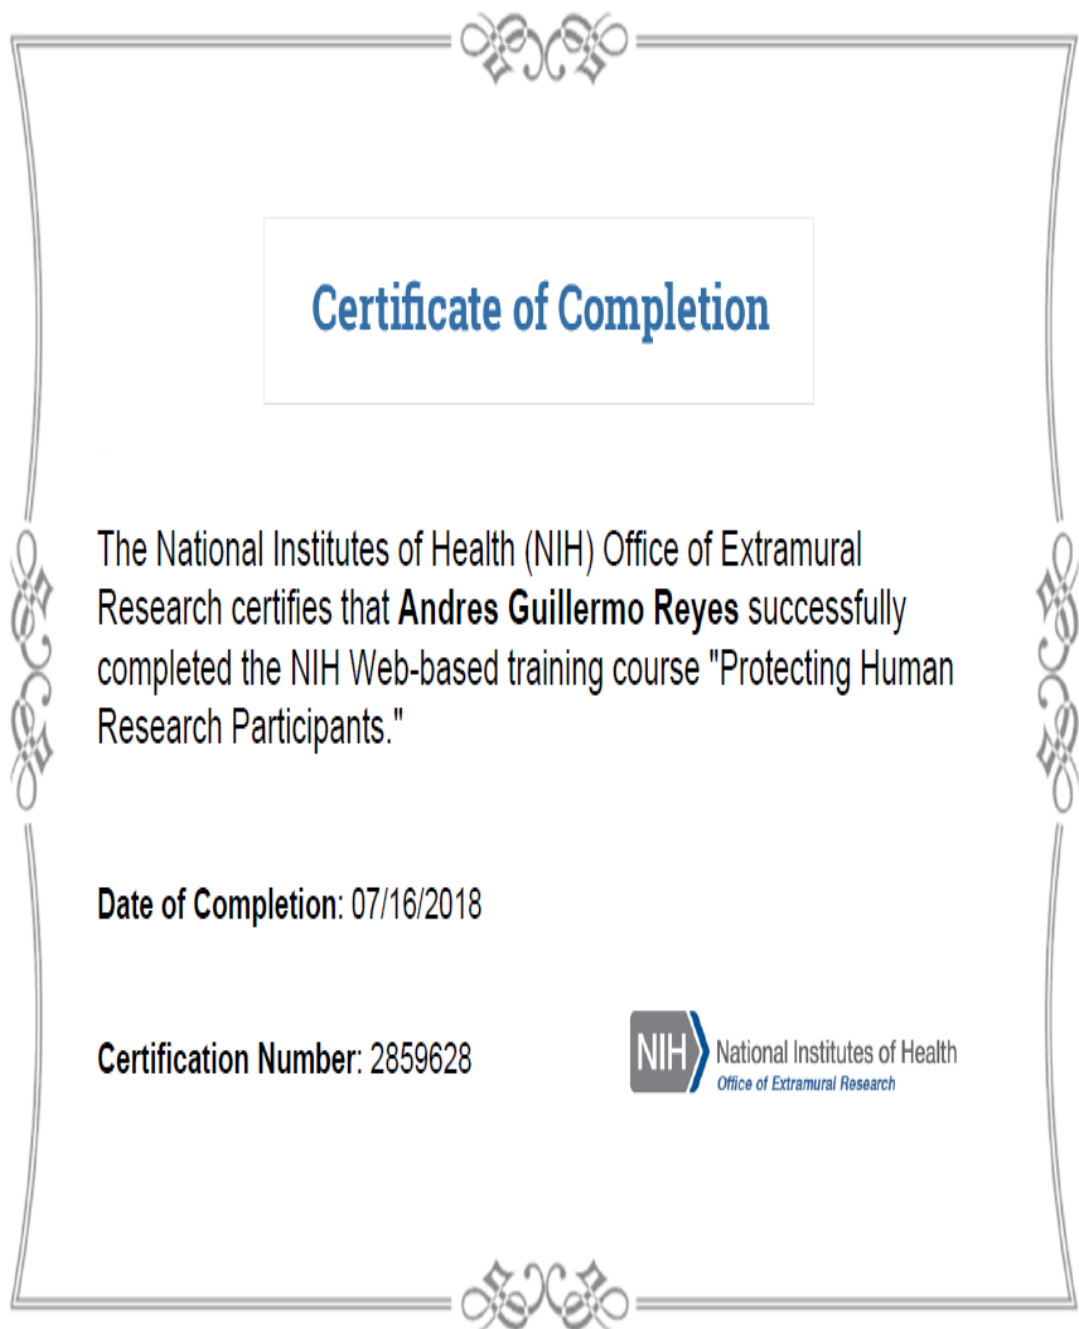 Certificate of Completion
The National Institutes of Health (NIH) Office of Extramural
Research certifies that Andres Guillermo Reyes successfully
completed the NIH Web-based training course "Protecting Human
Research Participants."
Date of Completion: 07/16/2018
Certification Number: 2859628
NIH National Institutes of Health
Office of Extramural Research